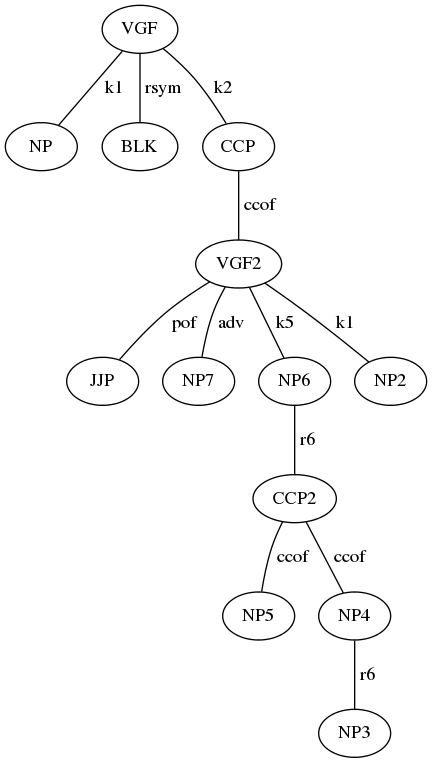 VGF
k1 rsym k2
NP BLK CCP
ccof
VGF2
pof adv k5 k1
JJP NP7 NP6 NP2
r6
CCP2
ccof ccof
NP5 NP4
r6
NP3